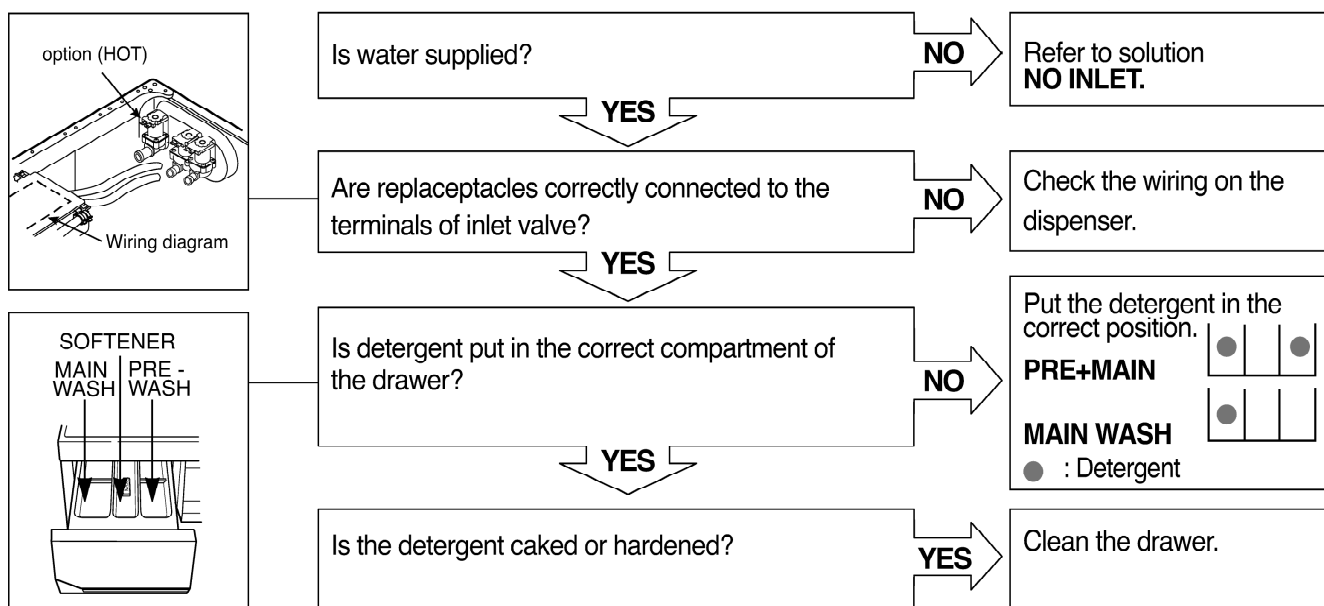 option (HOT)
Wiring diagram
Is water supplied?
NO
Refer to solution
NO INLET.
YES
Are replaceptacles correctly connected to the
terminals of inlet valve?
NO
Check the wiring on the
dispenser.
YES
SOFTENER
MAIN
WASH
PRE -
WASH
Is detergent put in the correct compartment of
the drawer?
NO
Put the detergent in the
correct position.
PRE+MAIN
MAIN WASH
: Detergent
YES
Is the detergent caked or hardened?
YES
Clean the drawer.